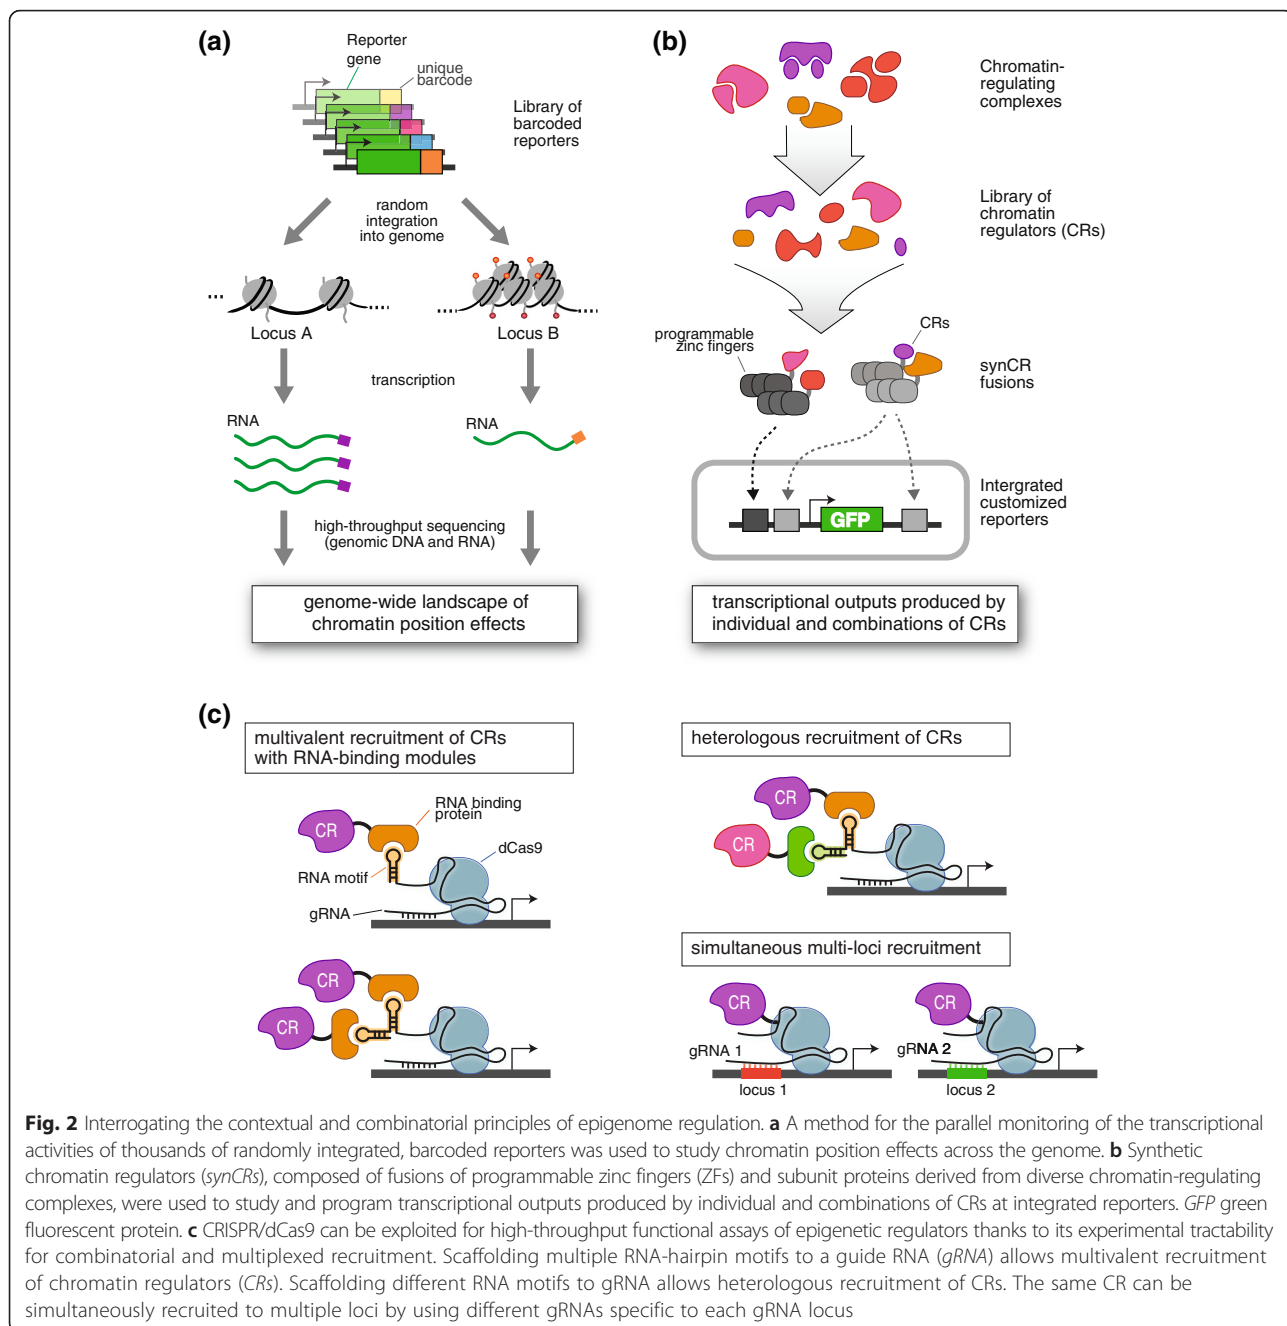 (a)
Reporter
gene
unique
barcode
Library of
barcoded
reporters
random
integration
into genome
Locus A
Locus B
transcription
RNA
RNA
high-throughput sequencing
(genomic DNA and RNA)
genome-wide landscape of
chromatin position effects
(b)
Chromatin-
regulating
complexes
Library of
chromatin
regulators (CRs)
programmable
zinc fingers
CRs
synCR
fusions
Intergrated
customized
reporters
GFP
transcriptional outputs produced by
individual and combinations of CRs
(c)
multivalent recruitment of CRs
with RNA-binding modules
CR
RNA binding
protein
dCas9
RNA motif
gRNA
CR
CR
heterologous recruitment of CRs
CR
CR
simultaneous multi-loci recruitment
CR
gRNA 1
locus 1
CR
gRNA 2
locus 2
Fig. 2 Interrogating the contextual and combinatorial principles of epigenome regulation. a A method for the parallel monitoring of the transcriptional
activities of thousands of randomly integrated, barcoded reporters was used to study chromatin position effects across the genome. b Synthetic
chromatin regulators (synCRs), composed of fusions of programmable zinc fingers (ZFs) and subunit proteins derived from diverse chromatin-regulating
complexes, were used to study and program transcriptional outputs produced by individual and combinations of CRs at integrated reporters. GFP green
fluorescent protein. c CRISPR/dCas9 can be exploited for high-throughput functional assays of epigenetic regulators thanks to its experimental tractability
for combinatorial and multiplexed recruitment. Scaffolding multiple RNA-hairpin motifs to a guide RNA (gRNA) allows multivalent recruitment
of chromatin regulators (CRs). Scaffolding different RNA motifs to gRNA allows heterologous recruitment of CRs. The same CR can be
simultaneously recruited to multiple loci by using different gRNAs specific to each gRNA locus